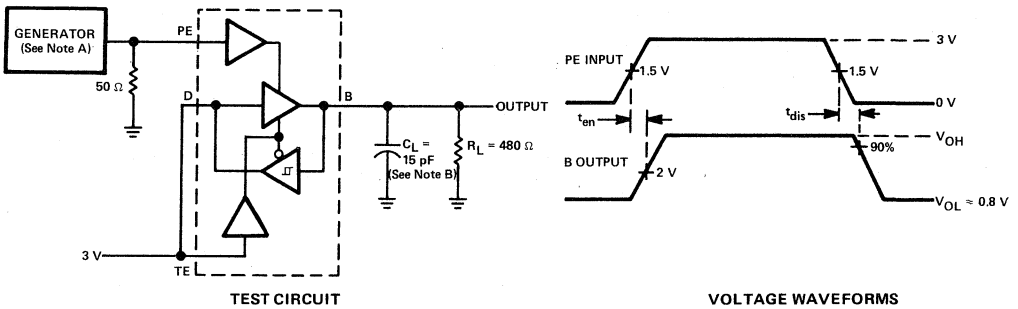 GENERATOR
(See Note A)
PE
50 Ω
D
B
OUTPUT
C_L =
15 pF
(See Note B)
R_L = 480 Ω
3 V
TE
TEST CIRCUIT
PE INPUT
1.5 V
1.5 V
3 V
0 V
t_en
t_dis
B OUTPUT
2 V
V_OH
90%
V_OL ≈ 0.8 V
VOLTAGE WAVEFORMS